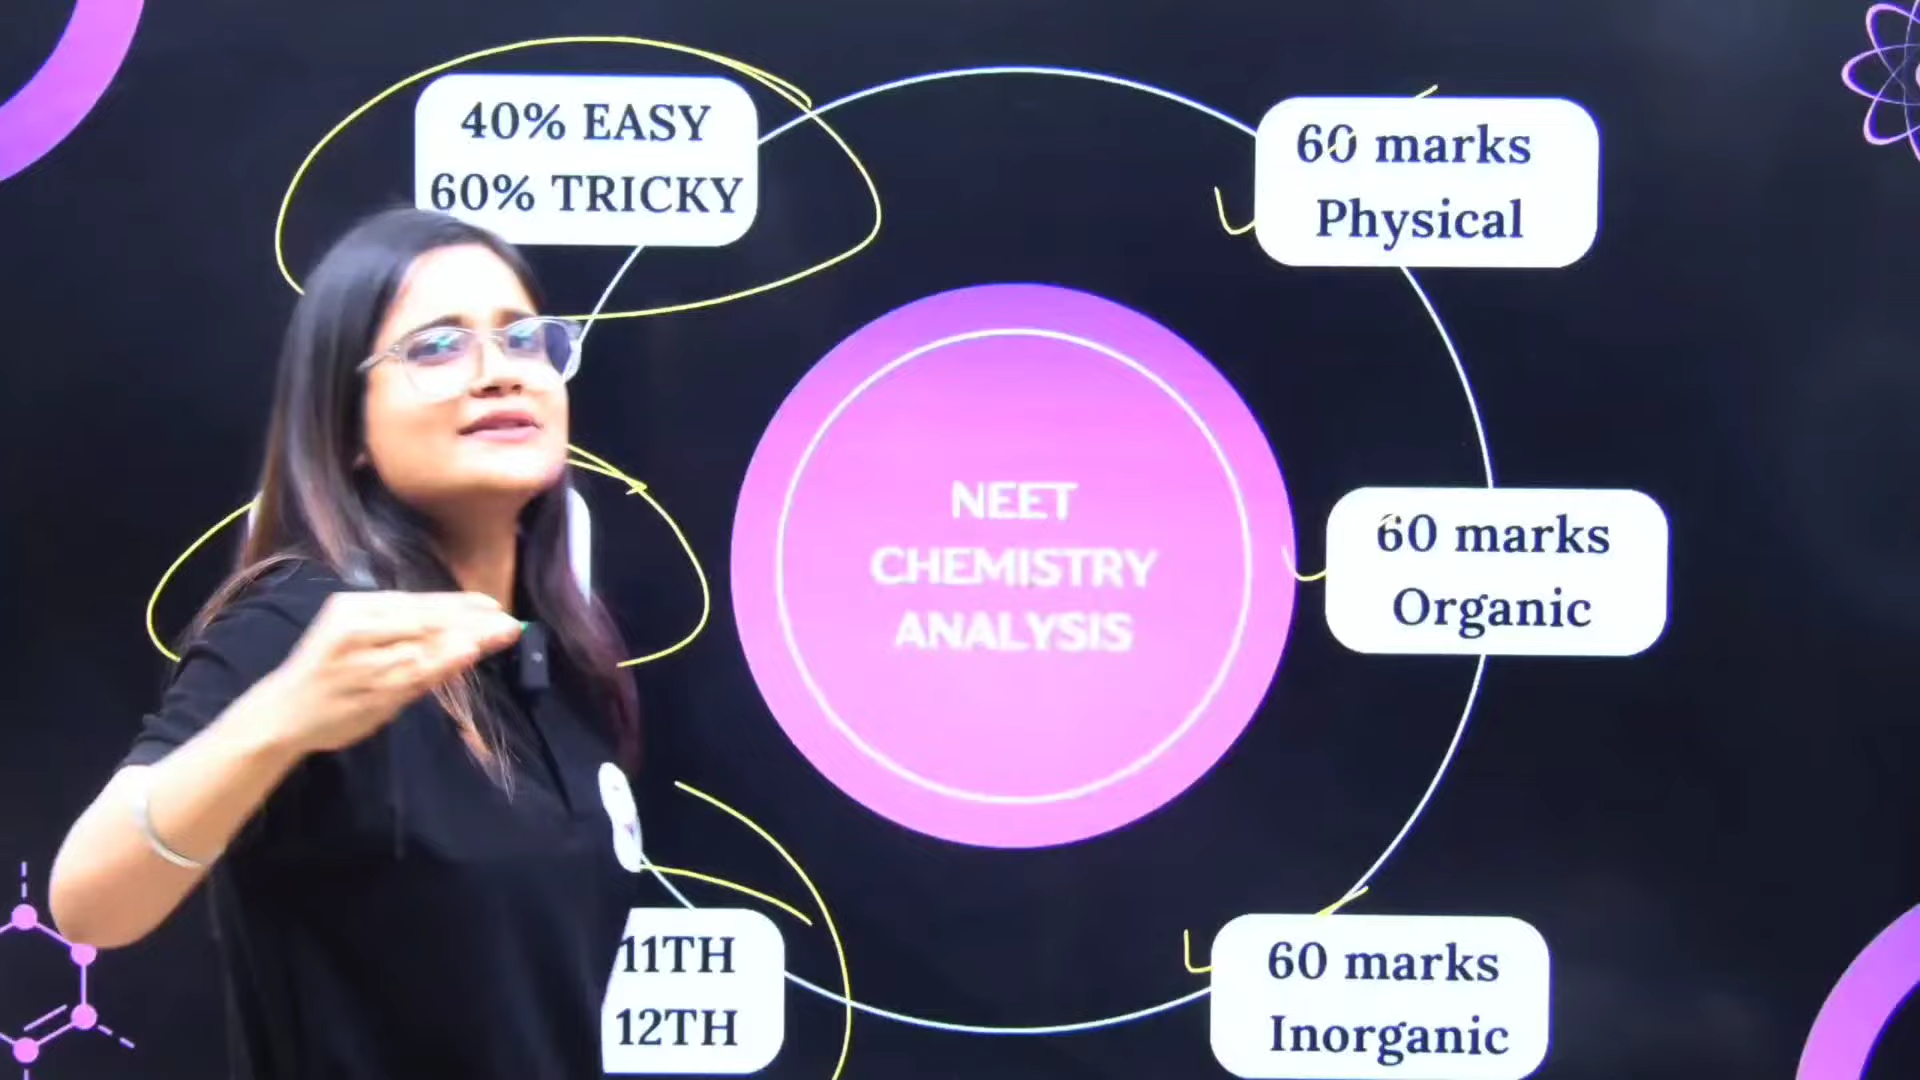 40% EASY
60% TRICKY
60 marks
Physical
NEET
CHEMISTRY
ANALYSIS
60 marks
Organic
11TH
12TH
60 marks
Inorganic